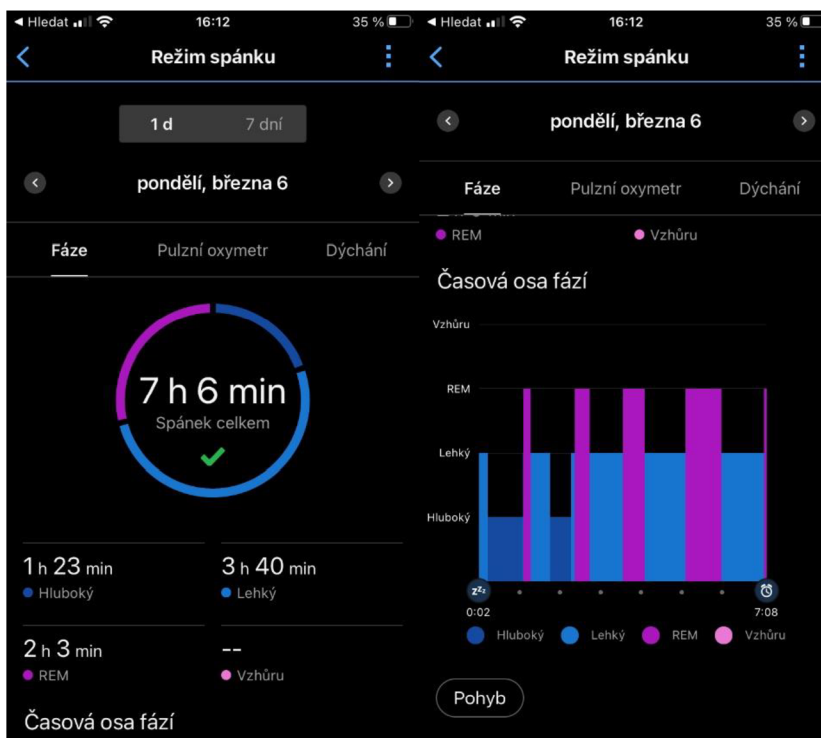 ◀ Hledat 16:12 35 %
Režim spánku
1 d 7 dní
pondělí, března 6
Fáze Pulzní oxymetr Dýchání
7 h 6 min
Spánek celkem
1 h 23 min 3 h 40 min
Hluboký Lehký
2 h 3 min --
REM Vzhůru
Časová osa fází
◀ Hledat 16:12 35 %
Režim spánku
pondělí, března 6
Fáze Pulzní oxymetr Dýchání
REM Vzhůru
Časová osa fází
Vzhůru
REM
Lehký
Hluboký
zZz
0:02 7:08
Hluboký Lehký REM Vzhůru
Pohyb